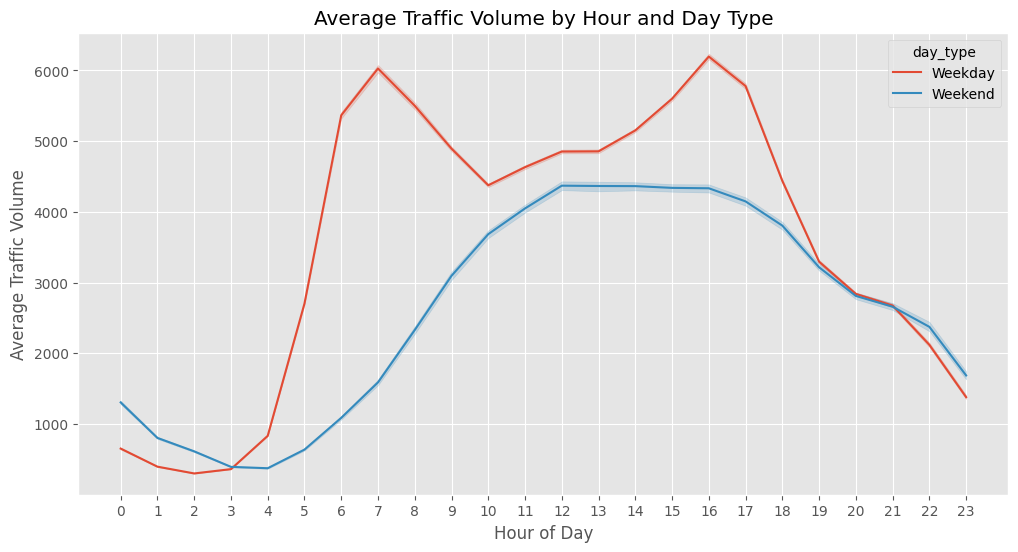 Average Traffic Volume by Hour and Day Type
day_type
Weekday
Weekend
Average Traffic Volume
6000
5000
4000
3000
2000
1000
0 1 2 3 4 5 6 7 8 9 10 11 12 13 14 15 16 17 18 19 20 21 22 23
Hour of Day